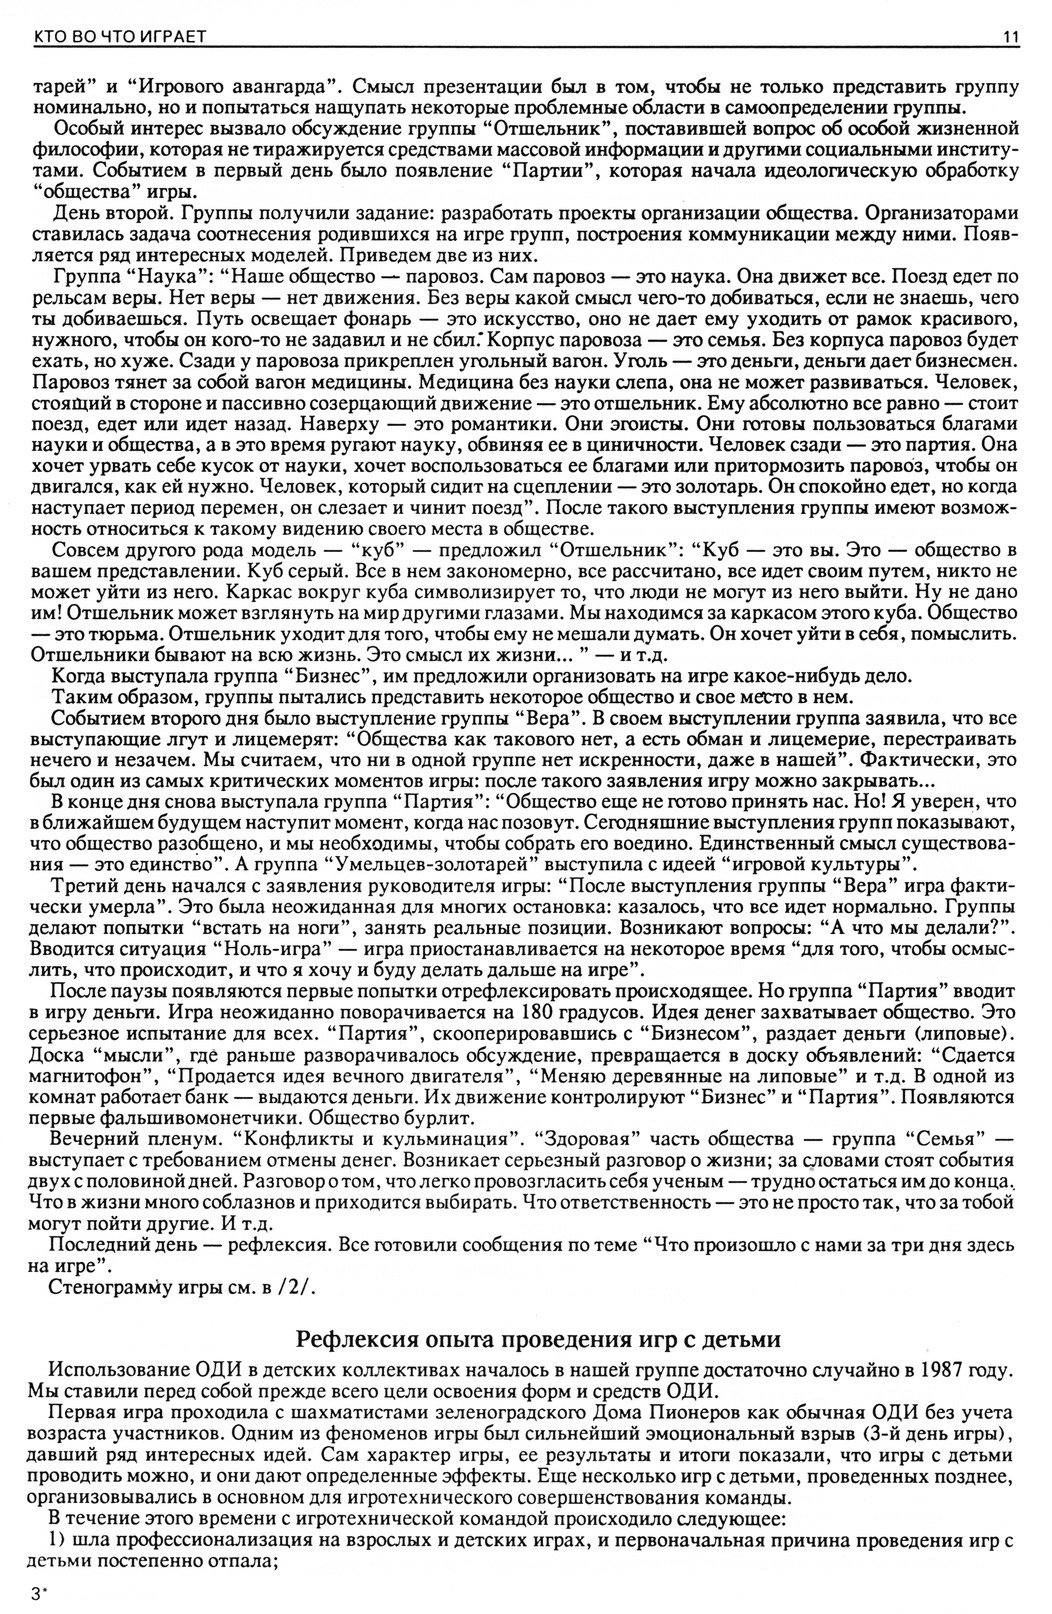 КТО ВО ЧТО ИГРАЕТ 11
тарей” и “Игрового авангарда”. Смысл презентации был в том, чтобы не только представить группу
номинально, но и попытаться нащупать некоторые проблемные области в самоопределении группы.
Особый интерес вызвало обсуждение группы “Отшельник”, поставившей вопрос об особой жизненной
философии, которая не тиражируется средствами массовой информации и другими социальными институ-
тами. Событием в первый день было появление “Партии”, которая начала идеологическую обработку
“общества” игры.
День второй. Группы получили задание: разработать проекты организации общества. Организаторами
ставилась задача соотнесения родившихся на игре групп, построения коммуникации между ними. Появ-
ляется ряд интересных моделей. Приведем две из них.
Группа “Наука”: “Наше общество — паровоз. Сам паровоз — это наука. Она движет все. Поезд едет по
рельсам веры. Нет веры — нет движения. Без веры какой смысл чего-то добиваться, если не знаешь, чего
ты добиваешься. Путь освещает фонарь — это искусство, оно не дает ему уходить от рамок красивого,
нужного, чтобы он кого-то не задавил и не сбил. Корпус паровоза — это семья. Без корпуса паровоз будет
ехать, но хуже. Сзади у паровоза прикреплен угольный вагон. Уголь — это деньги, деньги дает бизнесмен.
Паровоз тянет за собой вагон медицины. Медицина без науки слепа, она не может развиваться. Человек,
стоящий в стороне и пассивно созерцающий движение — это отшельник. Ему абсолютно все равно — стоит
поезд, едет или идет назад. Наверху — это романтики. Они эгоисты. Они готовы пользоваться благами
науки и общества, а в это время ругают науку, обвиняя ее в циничности. Человек сзади — это партия. Она
хочет урвать себе кусок от науки, хочет воспользоваться ее благами или притормозить паровоз, чтобы он
двигался, как ей нужно. Человек, который сидит на сцеплении — это золотарь. Он спокойно едет, но когда
наступает период перемен, он слезает и чинит поезд”. После такого выступления группы имеют возмож-
ность относиться к такому видению своего места в обществе.
Совсем другого рода модель — “куб” — предложил “Отшельник”: “Куб — это вы. Это — общество в
вашем представлении. Куб серый. Все в нем закономерно, все рассчитано, все идет своим путем, никто не
может уйти из него. Каркас вокруг куба символизирует то, что люди не могут из него выйти. Ну не дано
им! Отшельник может взглянуть на мир другими глазами. Мы находимся за каркасом этого куба. Общество
— это тюрьма. Отшельник уходит для того, чтобы ему не мешали думать. Он хочет уйти в себя, помыслить.
Отшельники бывают на всю жизнь. Это смысл их жизни... ” — и т.д.
Когда выступала группа “Бизнес”, им предложили организовать на игре какое-нибудь дело.
Таким образом, группы пытались представить некоторое общество и свое место в нем.
Событием второго дня было выступление группы “Вера”. В своем выступлении группа заявила, что все
выступающие лгут и лицемерят: “Общества как такового нет, а есть обман и лицемерие, перестраивать
нечего и незачем. Мы считаем, что ни в одной группе нет искренности, даже в нашей”. Фактически, это
был один из самых критических моментов игры: после такого заявления игру можно закрывать...
В конце дня снова выступала группа “Партия”: “Общество еще не готово принять нас. Но! Я уверен, что
в ближайшем будущем наступит момент, когда нас позовут. Сегодняшние выступления групп показывают,
что общество разобщено, и мы необходимы, чтобы собрать его воедино. Единственный смысл существова-
ния — это единство”. А группа “Умельцев-золотарей” выступила с идеей “игровой культуры”.
Третий день начался с заявления руководителя игры: “После выступления группы “Вера” игра факти-
чески умерла”. Это была неожиданная для многих остановка: казалось, что все идет нормально. Группы
делают попытки “встать на ноги”, занять реальные позиции. Возникают вопросы: “А что мы делали?”.
Вводится ситуация “Ноль-игра” — игра приостанавливается на некоторое время “для того, чтобы осмыс-
лить, что происходит, и что я хочу и буду делать дальше на игре”.
После паузы появляются первые попытки отрефлексировать происходящее. Но группа “Партия” вводит
в игру деньги. Игра неожиданно поворачивается на 180 градусов. Идея денег захватывает общество. Это
серьезное испытание для всех. “Партия”, скооперировавшись с “Бизнесом”, раздает деньги (липовые).
Доска “мысли”, где раньше разворачивалось обсуждение, превращается в доску объявлений: “Сдается
магнитофон”, “Продается идея вечного двигателя”, “Меняю деревянные на липовые” и т.д. В одной из
комнат работает банк — выдаются деньги. Их движение контролируют “Бизнес” и “Партия”. Появляются
первые фальшивомонетчики. Общество бурлит.
Вечерний пленум. “Конфликты и кульминация”. “Здоровая” часть общества — группа “Семья” —
выступает с требованием отмены денег. Возникает серьезный разговор о жизни; за словами стоят события
двух с половиной дней. Разговор о том, что легко провозгласить себя ученым — трудно остаться им до конца.
Что в жизни много соблазнов и приходится выбирать. Что ответственность — это не просто так, что за тобой
могут пойти другие. И т.д.
Последний день — рефлексия. Все готовили сообщения по теме “Что произошло с нами за три дня здесь
на игре”.
Стенограмму игры см. в /2/.
Рефлексия опыта проведения игр с детьми
Использование ОДИ в детских коллективах началось в нашей группе достаточно случайно в 1987 году.
Мы ставили перед собой прежде всего цели освоения форм и средств ОДИ.
Первая игра проходила с шахматистами зеленоградского Дома Пионеров как обычная ОДИ без учета
возраста участников. Одним из феноменов игры был сильнейший эмоциональный взрыв (3-й день игры),
давший ряд интересных идей. Сам характер игры, ее результаты и итоги показали, что игры с детьми
проводить можно, и они дают определенные эффекты. Еще несколько игр с детьми, проведенных позднее,
организовывались в основном для игротехнического совершенствования команды.
В течение этого времени с игротехнической командой происходило следующее:
1) шла профессионализация на взрослых и детских играх, и первоначальная причина проведения игр с
детьми постепенно отпала;
3*